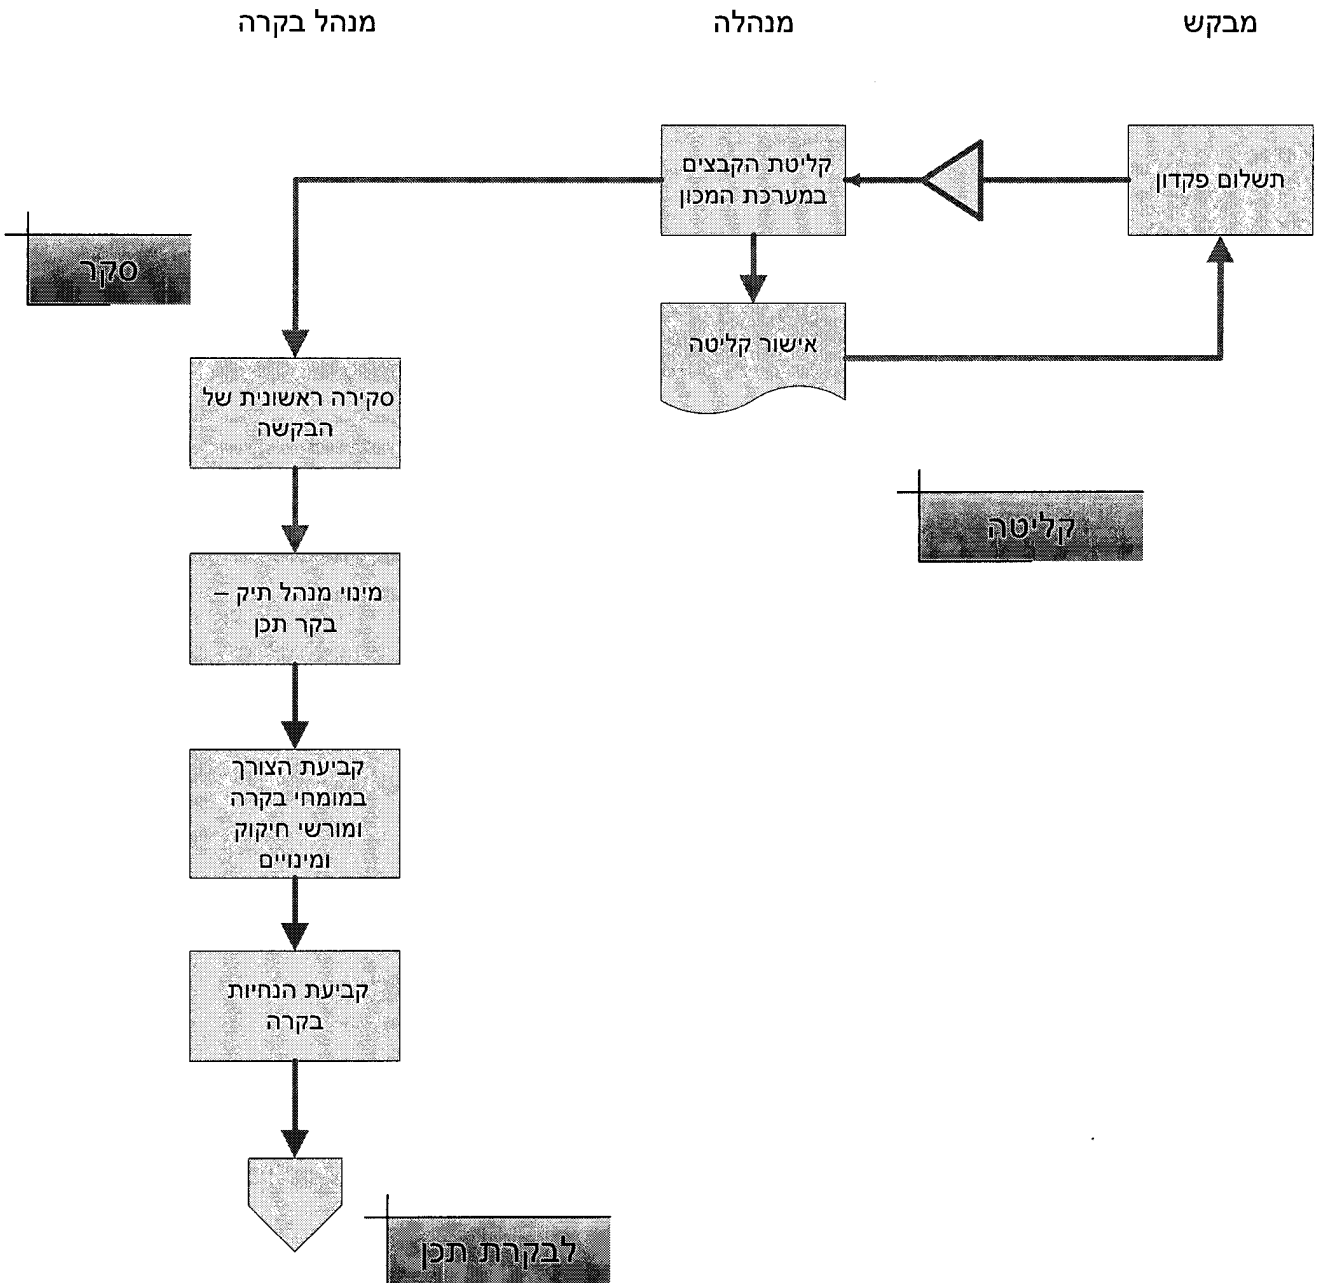 מבקש
מנהלה
מנהל בקרה
תשלום פקדון
קליטת הקבצים
במערכת המכון
אישור קליטה
קליטה
סקר
סקירה ראשונית של
הבקשה
מינוי מנהל תיק –
בקר תכן
קביעת הצורך
במומחי בקרה
ומורשי חיקוק
ומינויים
קביעת הנחיות
בקרה
לבקרת תכן